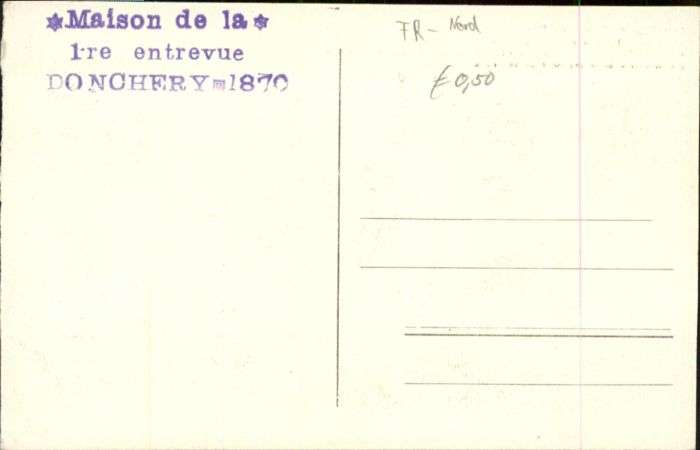 *Maison de la*
1re entrevue
DONCHERY=1870
FR - Nord
€ 0,50